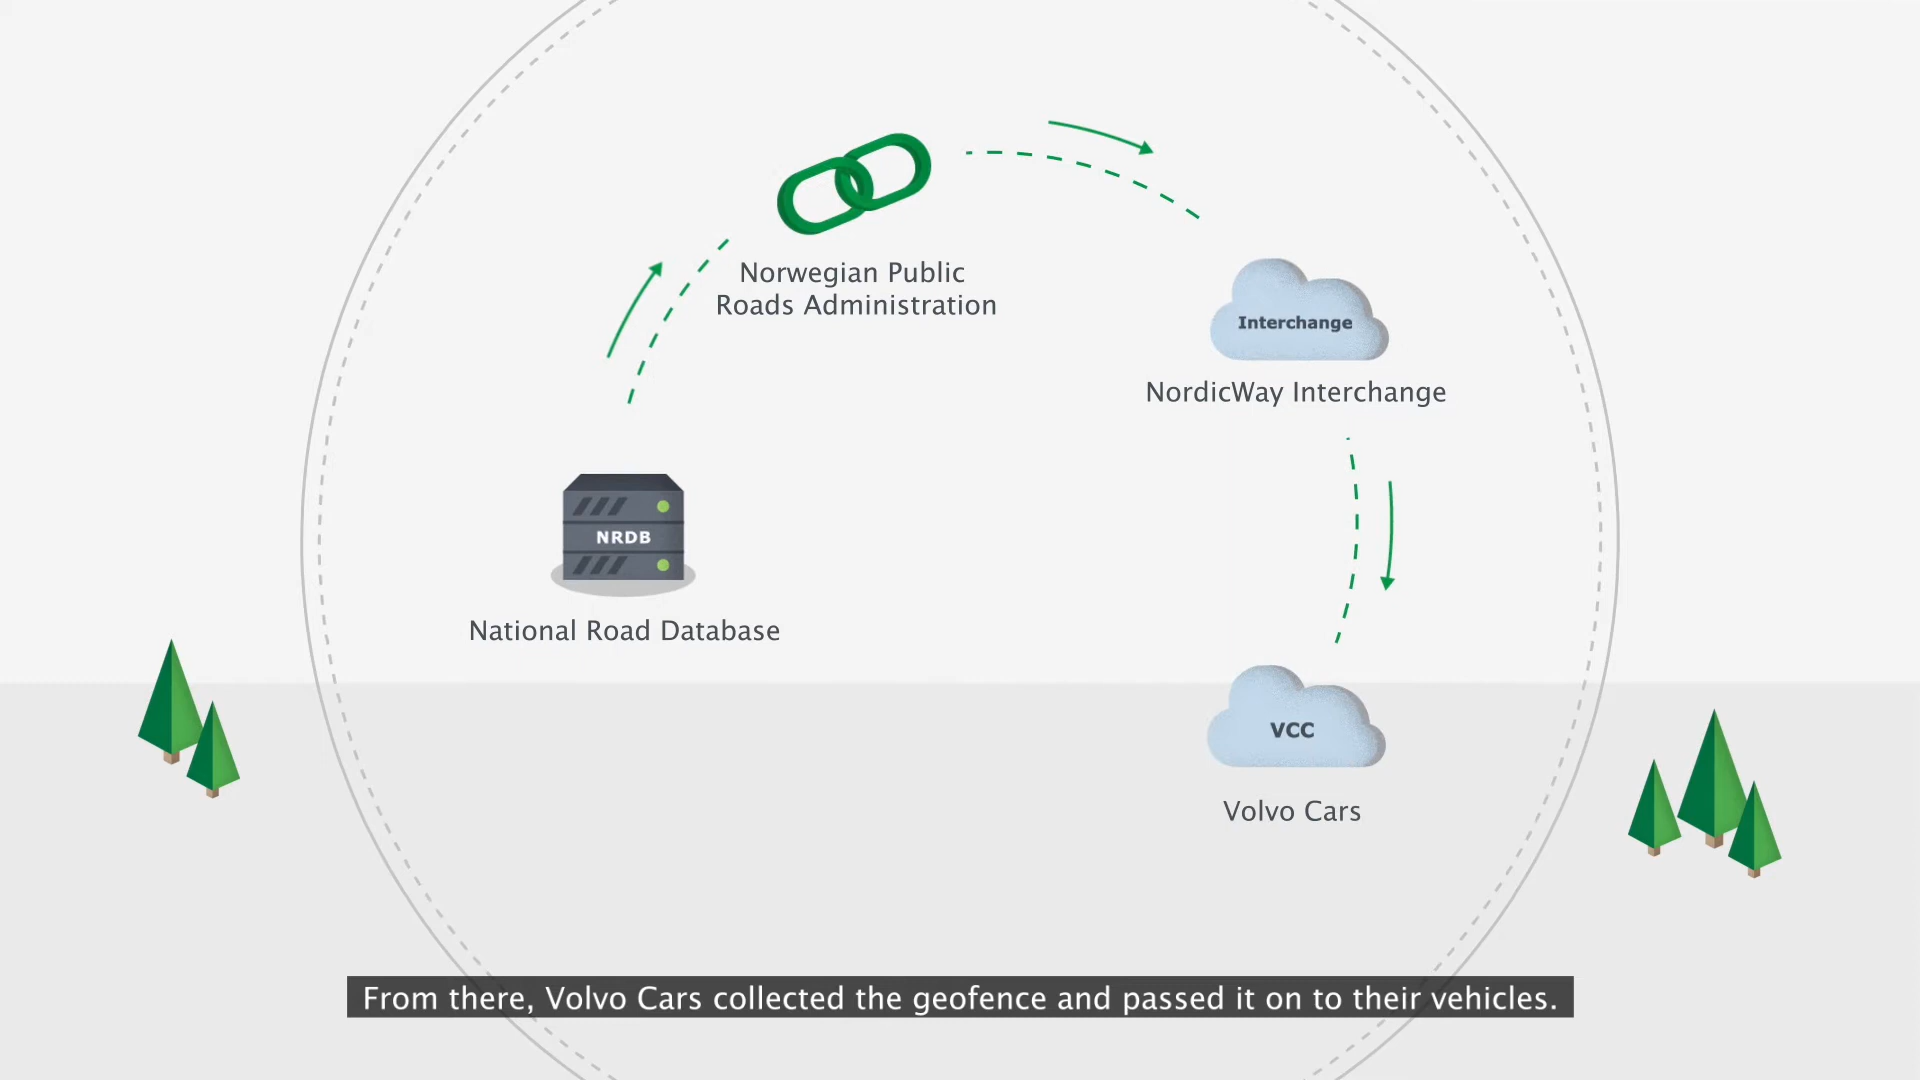 Norwegian Public
Roads Administration
Interchange
NordicWay Interchange
NRDB
National Road Database
VCC
Volvo Cars
From there, Volvo Cars collected the geofence and passed it on to their vehicles.